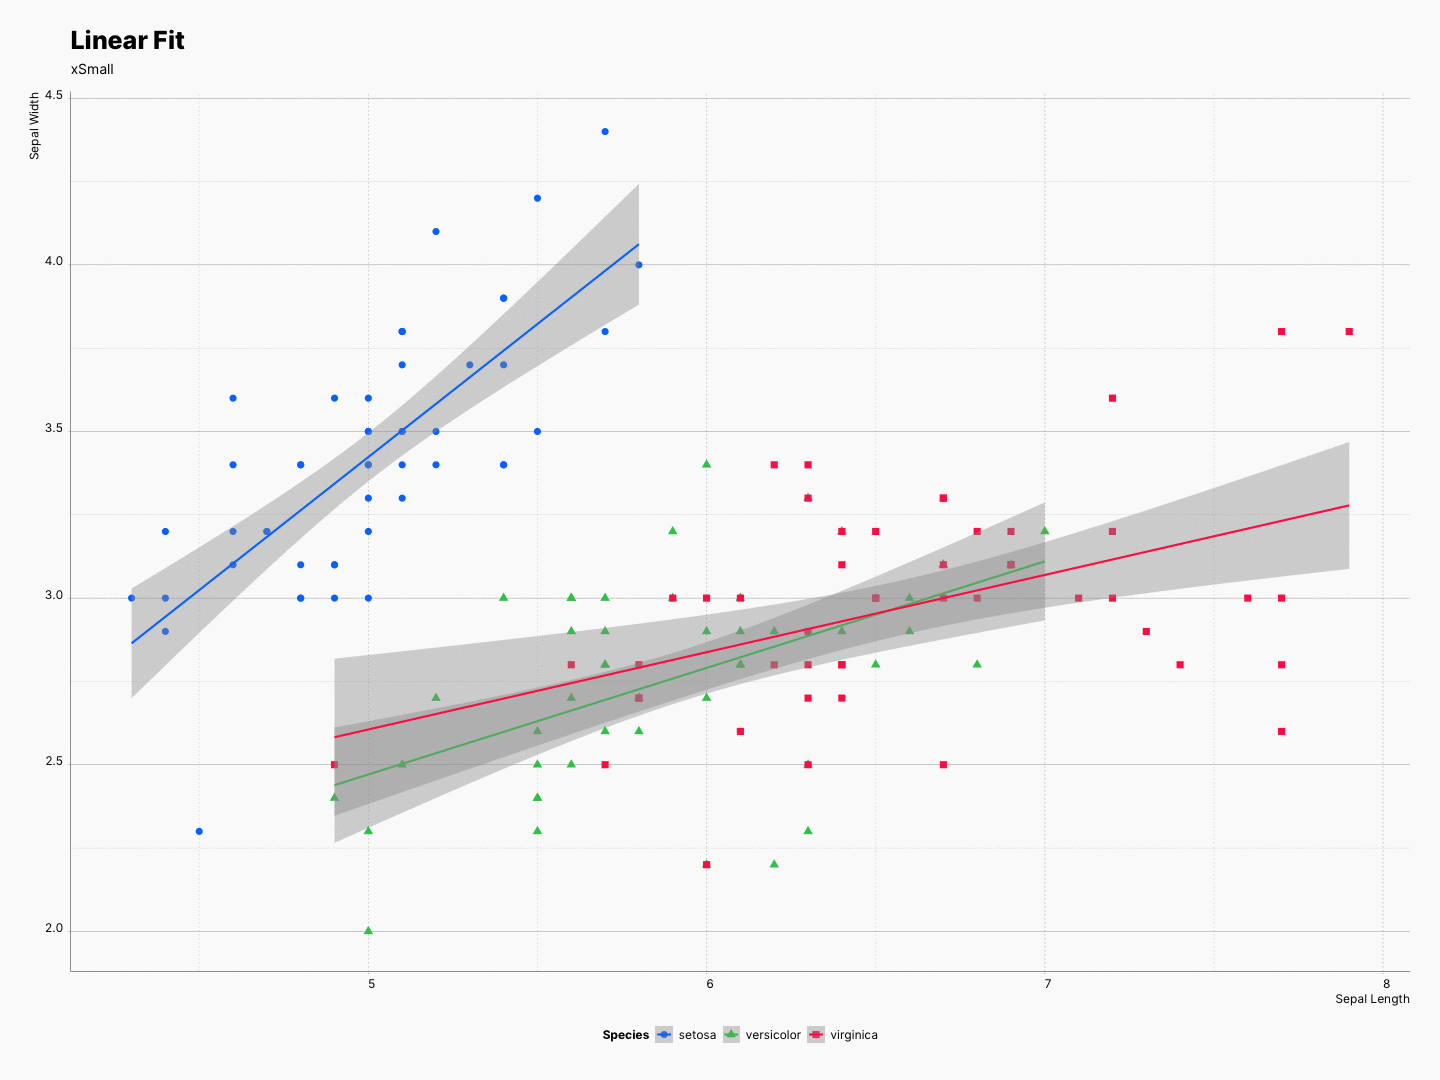 Linear Fit
xSmall
Sepal Width
4.5
4.0
3.5
3.0
2.5
2.0
5 6 7 8
Sepal Length
Species setosa versicolor virginica